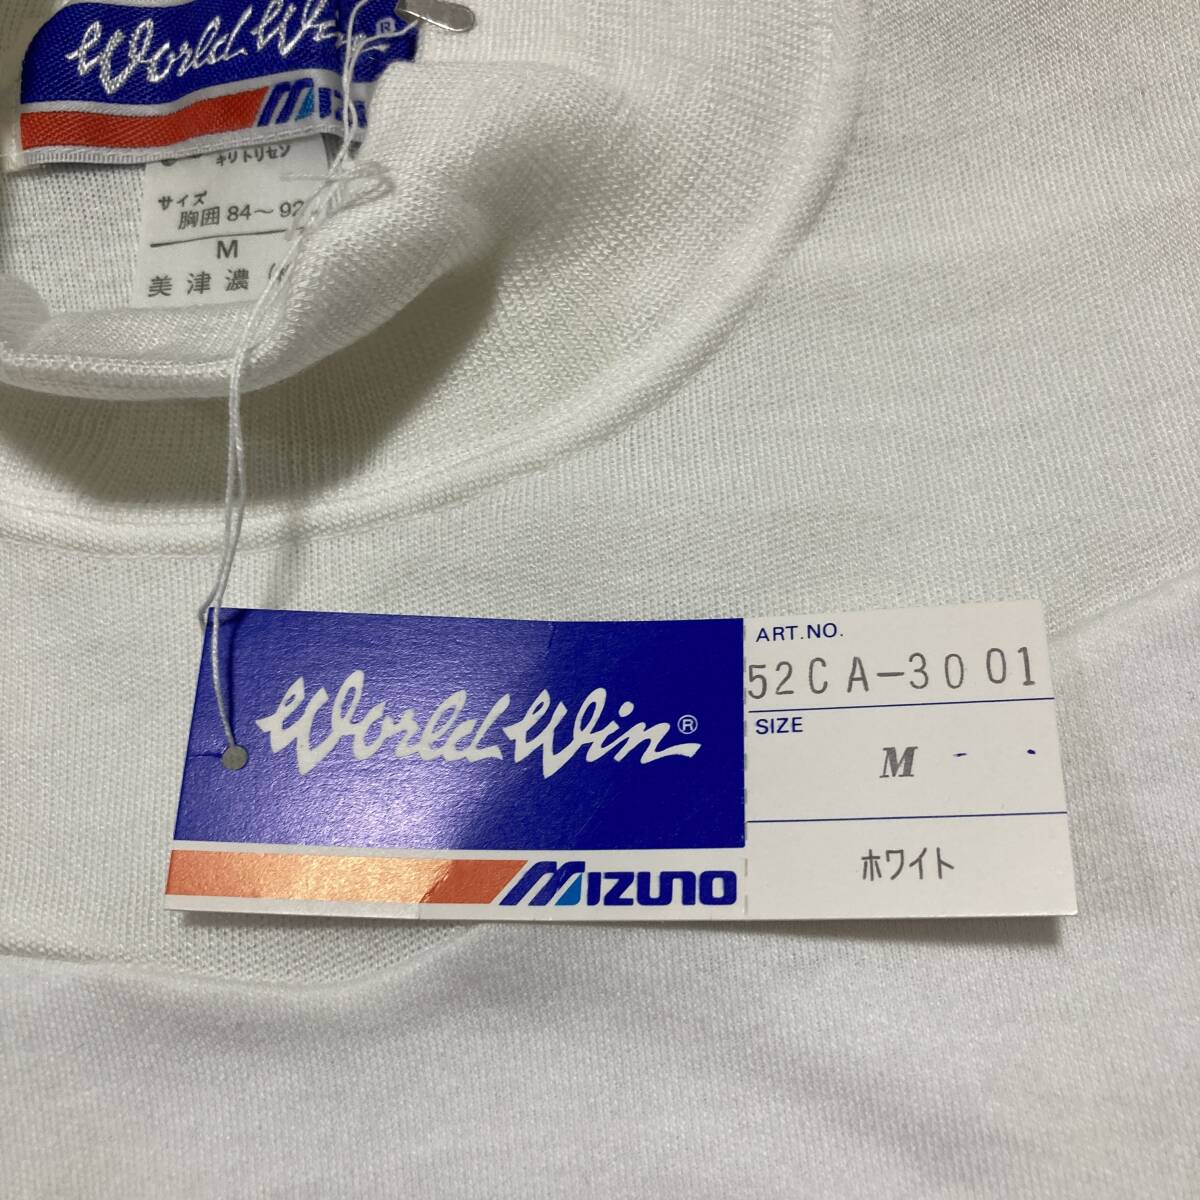 World Win ®
MIZ
キリトリセン
サイズ
胸囲 84～92
M
美津濃
World Win ®
MIZUNO
ART.NO.
52CA-3001
SIZE
M
ホワイト